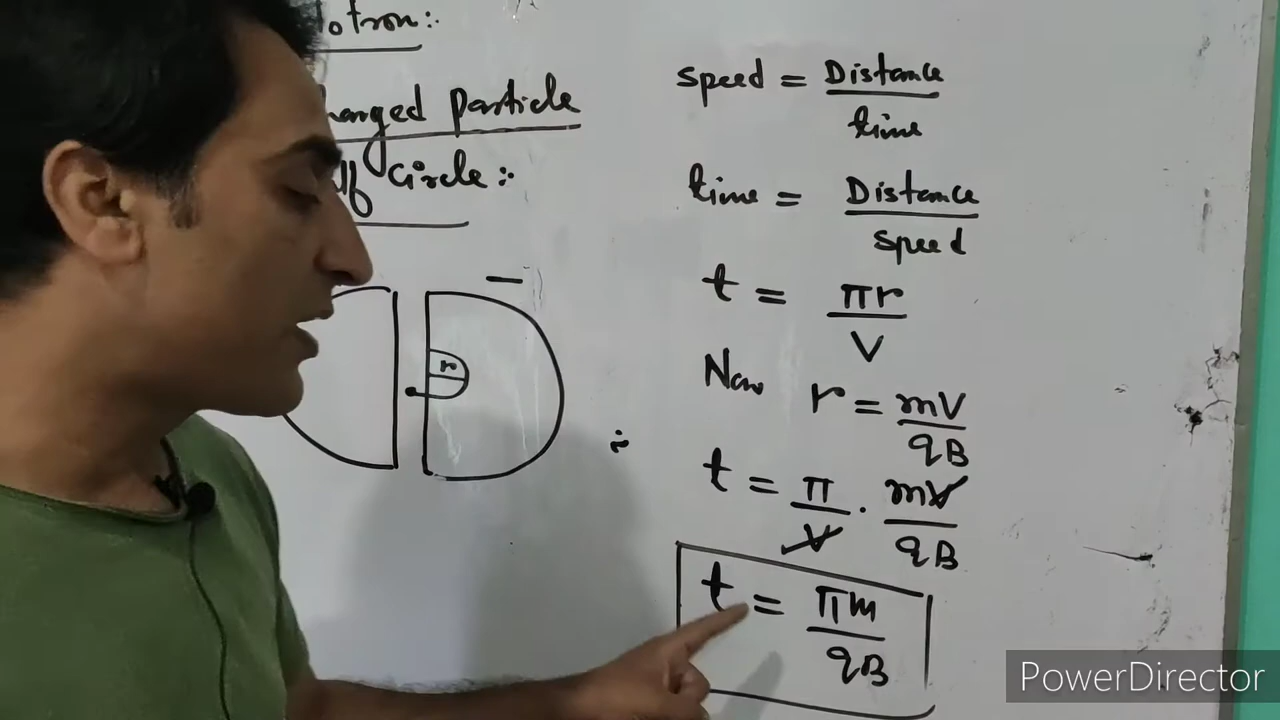 lotron:-
harged particle
lf Circle:-
r
Speed = Distance
time
time = Distance
speed
t = πr
V
Now r = mV
qB
∴
t = π . mV
V qB
t = πm
qB
PowerDirector